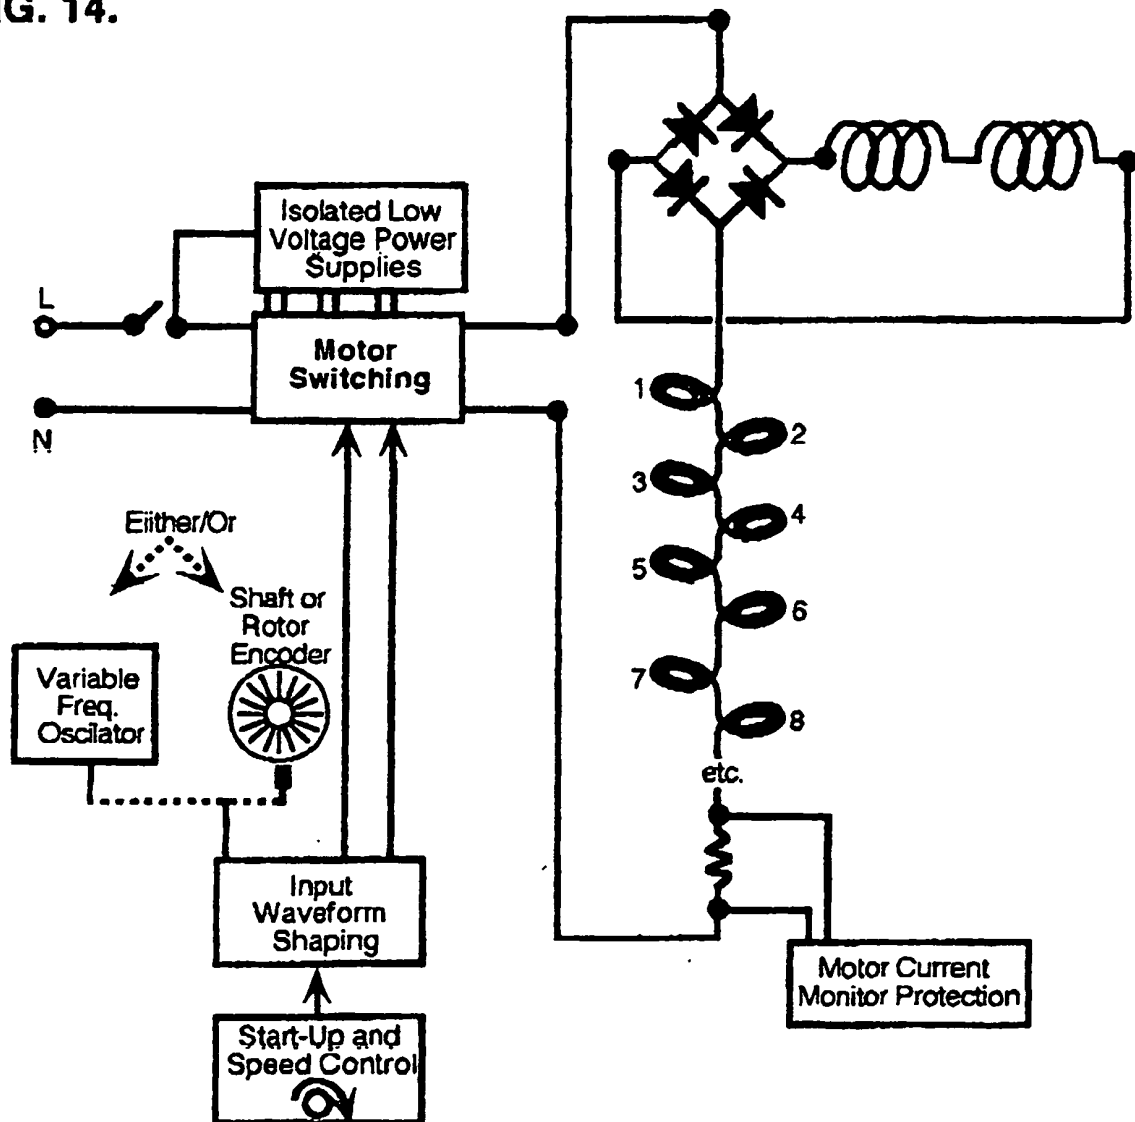 G. 14.
Isolated Low
Voltage Power
Supplies
L
Motor
Switching
N
1
2
3
4
5
6
7
8
etc.
Eiither/Or
Shaft or
Rotor
Encoder
Variable
Freq.
Oscilator
Input
Waveform
Shaping
Motor Current
Monitor Protection
Start-Up and
Speed Control